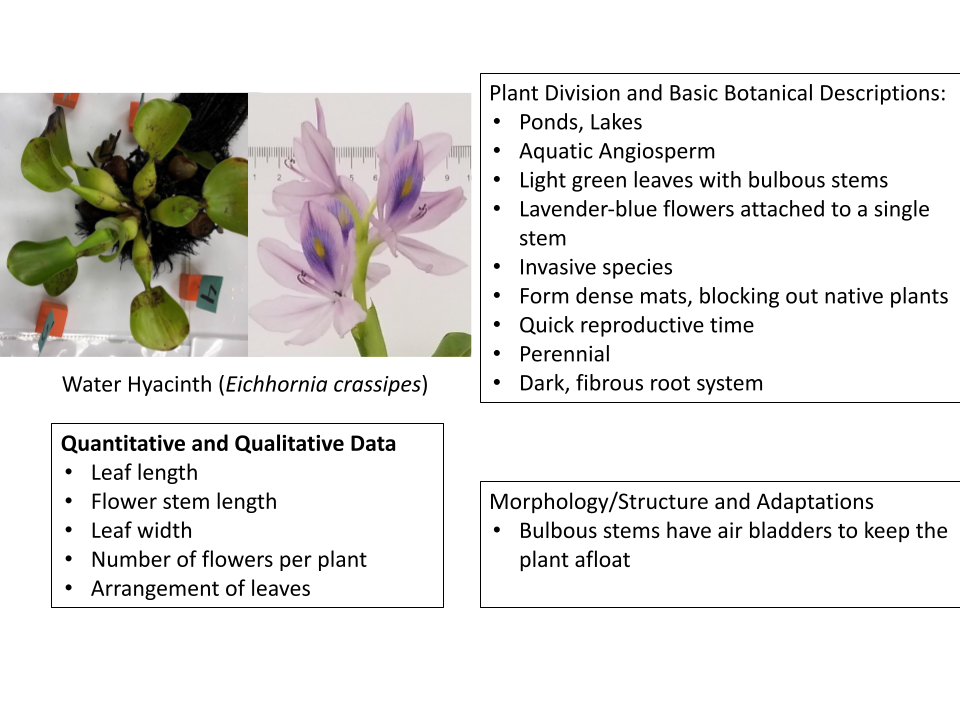 Plant Division and Basic Botanical Descriptions:
• Ponds, Lakes
• Aquatic Angiosperm
• Light green leaves with bulbous stems
• Lavender-blue flowers attached to a single
stem
• Invasive species
• Form dense mats, blocking out native plants
• Quick reproductive time
• Perennial
• Dark, fibrous root system
Water Hyacinth (Eichhornia crassipes)
Quantitative and Qualitative Data
• Leaf length
• Flower stem length
• Leaf width
• Number of flowers per plant
• Arrangement of leaves
Morphology/Structure and Adaptations
• Bulbous stems have air bladders to keep the
plant afloat